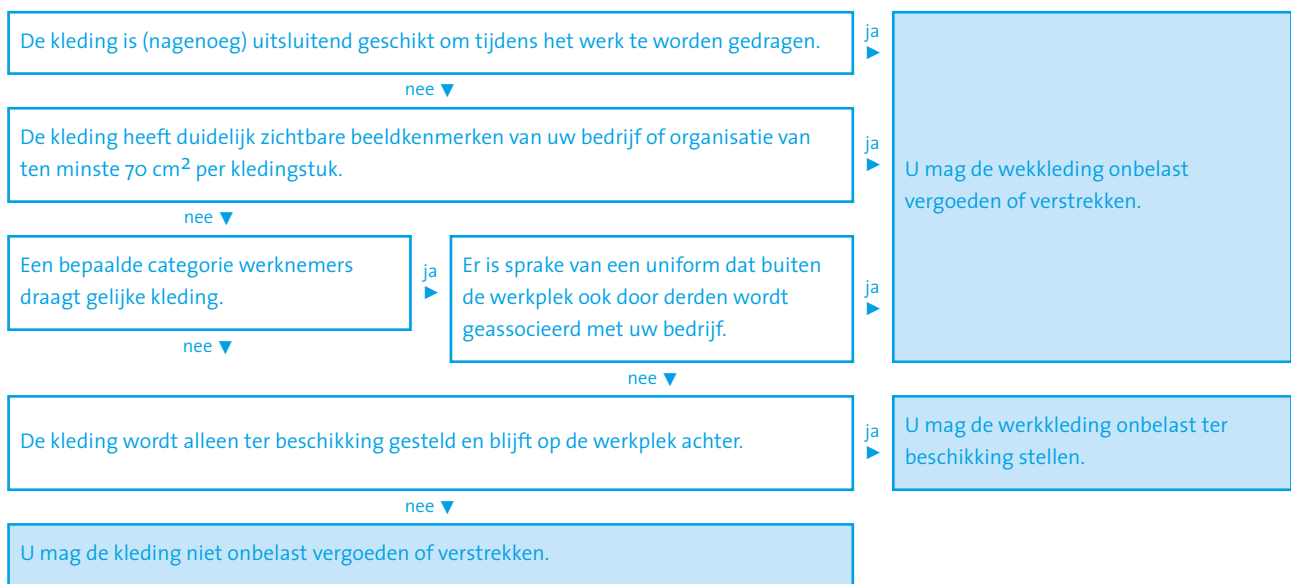 De kleding is (nagenoeg) uitsluitend geschikt om tijdens het werk te worden gedragen.
ja ►
nee ▼
De kleding heeft duidelijk zichtbare beeldkenmerken van uw bedrijf of organisatie van
ten minste 70 cm² per kledingstuk.
ja ►
U mag de wekkleding onbelast
vergoeden of verstrekken.
nee ▼
Een bepaalde categorie werknemers
draagt gelijke kleding.
ja ►
Er is sprake van een uniform dat buiten
de werkplek ook door derden wordt
geassocieerd met uw bedrijf.
ja ►
nee ▼
nee ▼
De kleding wordt alleen ter beschikking gesteld en blijft op de werkplek achter.
ja ►
U mag de werkkleding onbelast ter
beschikking stellen.
nee ▼
U mag de kleding niet onbelast vergoeden of verstrekken.